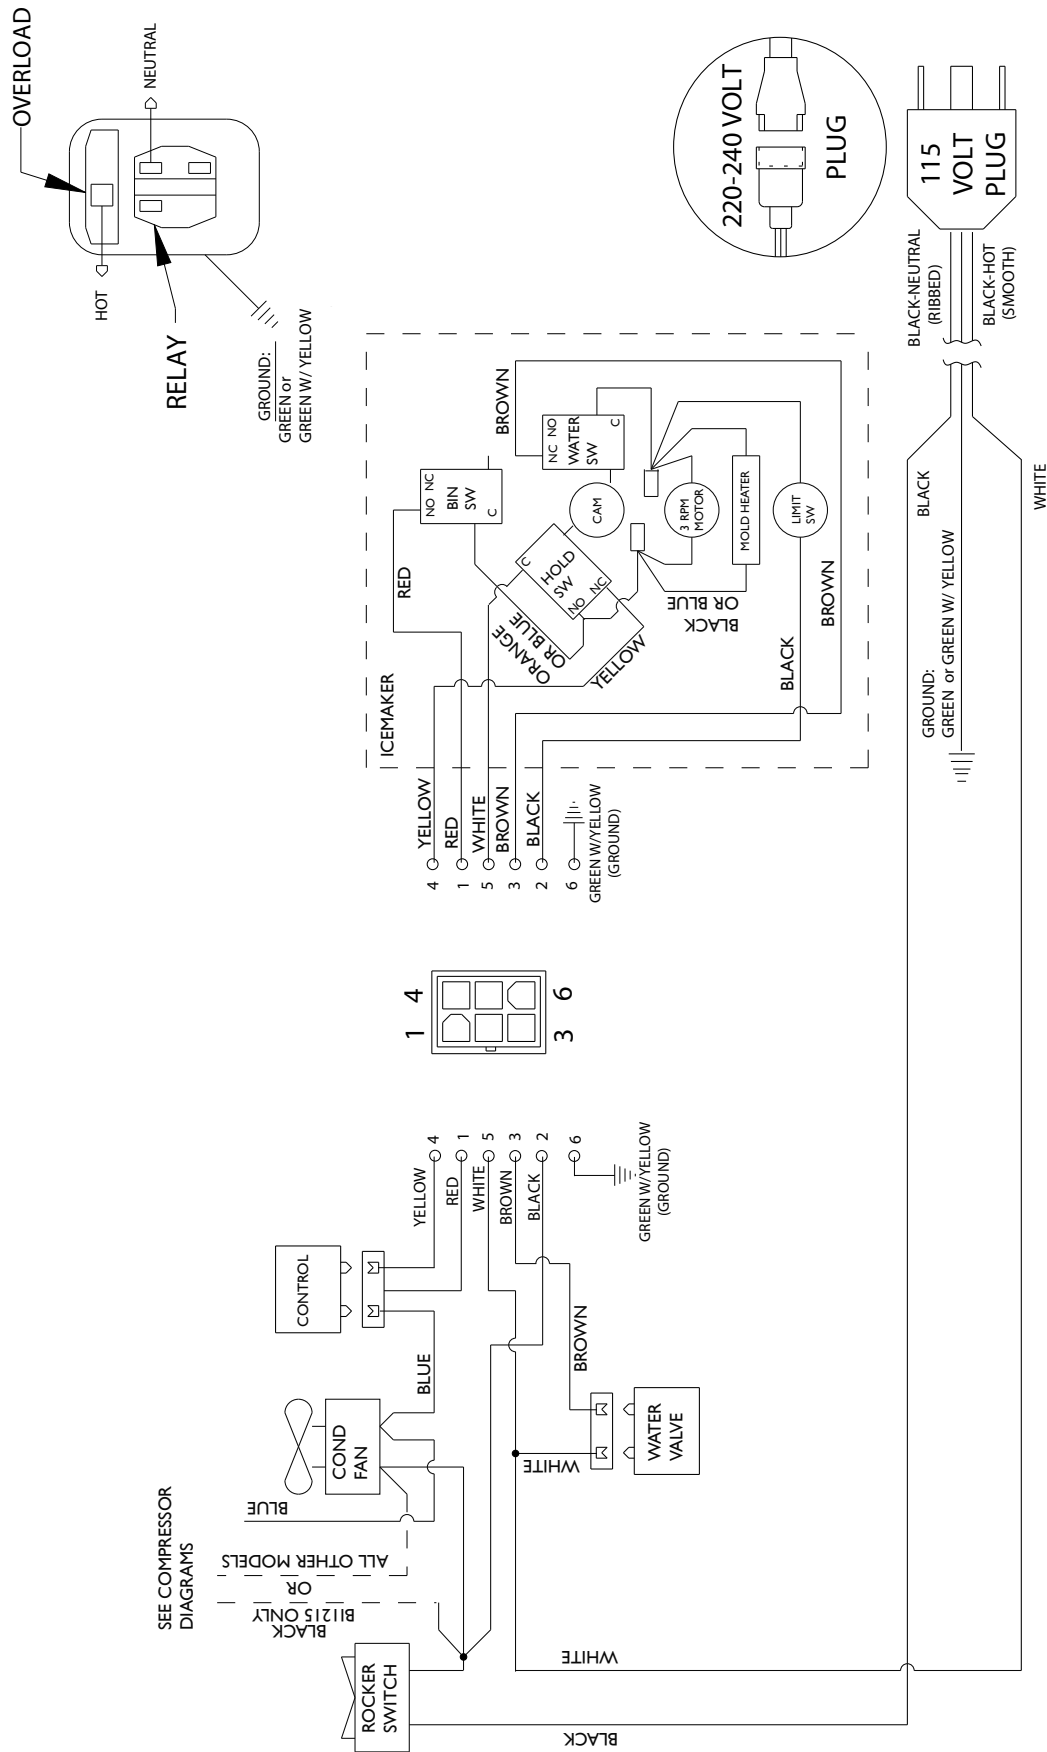 OVERLOAD
NEUTRAL
HOT
RELAY
GROUND:
GREEN or
GREEN W/ YELLOW
220-240 VOLT
PLUG
115
VOLT
PLUG
BLACK-NEUTRAL
(RIBBED)
BLACK-HOT
(SMOOTH)
BLACK
WHITE
GROUND:
GREEN or GREEN W/ YELLOW
ICEMAKER
RED
NO NC
BIN
SW
C
BROWN
NC NO
WATER
SW
C
CAM
C
HOLD
SW
NO NC
3 RPM
MOTOR
MOLD HEATER
LIMIT
SW
ORANGE
OR BLUE
YELLOW
BLACK
OR BLUE
BLACK
BROWN
YELLOW
RED
WHITE
BROWN
BLACK
4
1
5
3
2
6
GREEN W/YELLOW
(GROUND)
1 4
3 6
4
1
5
3
2
6
YELLOW
RED
WHITE
BROWN
BLACK
GREEN W/YELLOW
(GROUND)
CONTROL
BLUE
BROWN
COND
FAN
WATER
VALVE
WHITE
BLUE
SEE COMPRESSOR
DIAGRAMS
ALL OTHER MODELS
OR
BI1215 ONLY
BLACK
ROCKER
SWITCH
WHITE
BLACK